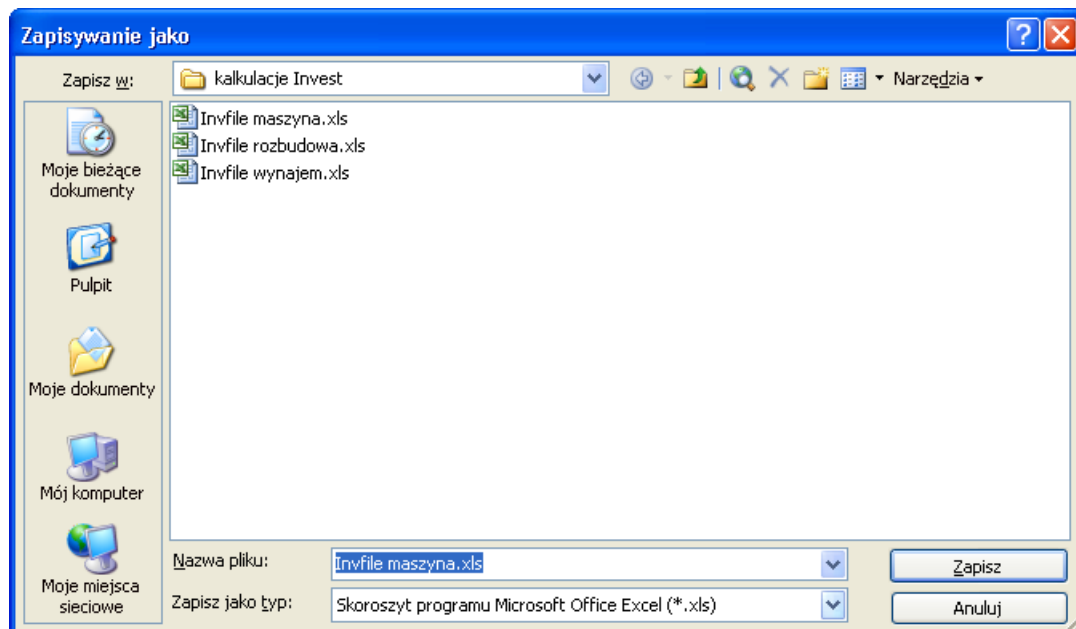 Zapisywanie jako
Zapisz w:
kalkulacje Invest
Narzędzia
Invfile maszyna.xls
Invfile rozbudowa.xls
Invfile wynajem.xls
Moje bieżące
dokumenty
Pulpit
Moje dokumenty
Mój komputer
Moje miejsca
sieciowe
Nazwa pliku:
Invfile maszyna.xls
Zapisz
Zapisz jako typ:
Skoroszyt programu Microsoft Office Excel (*.xls)
Anuluj